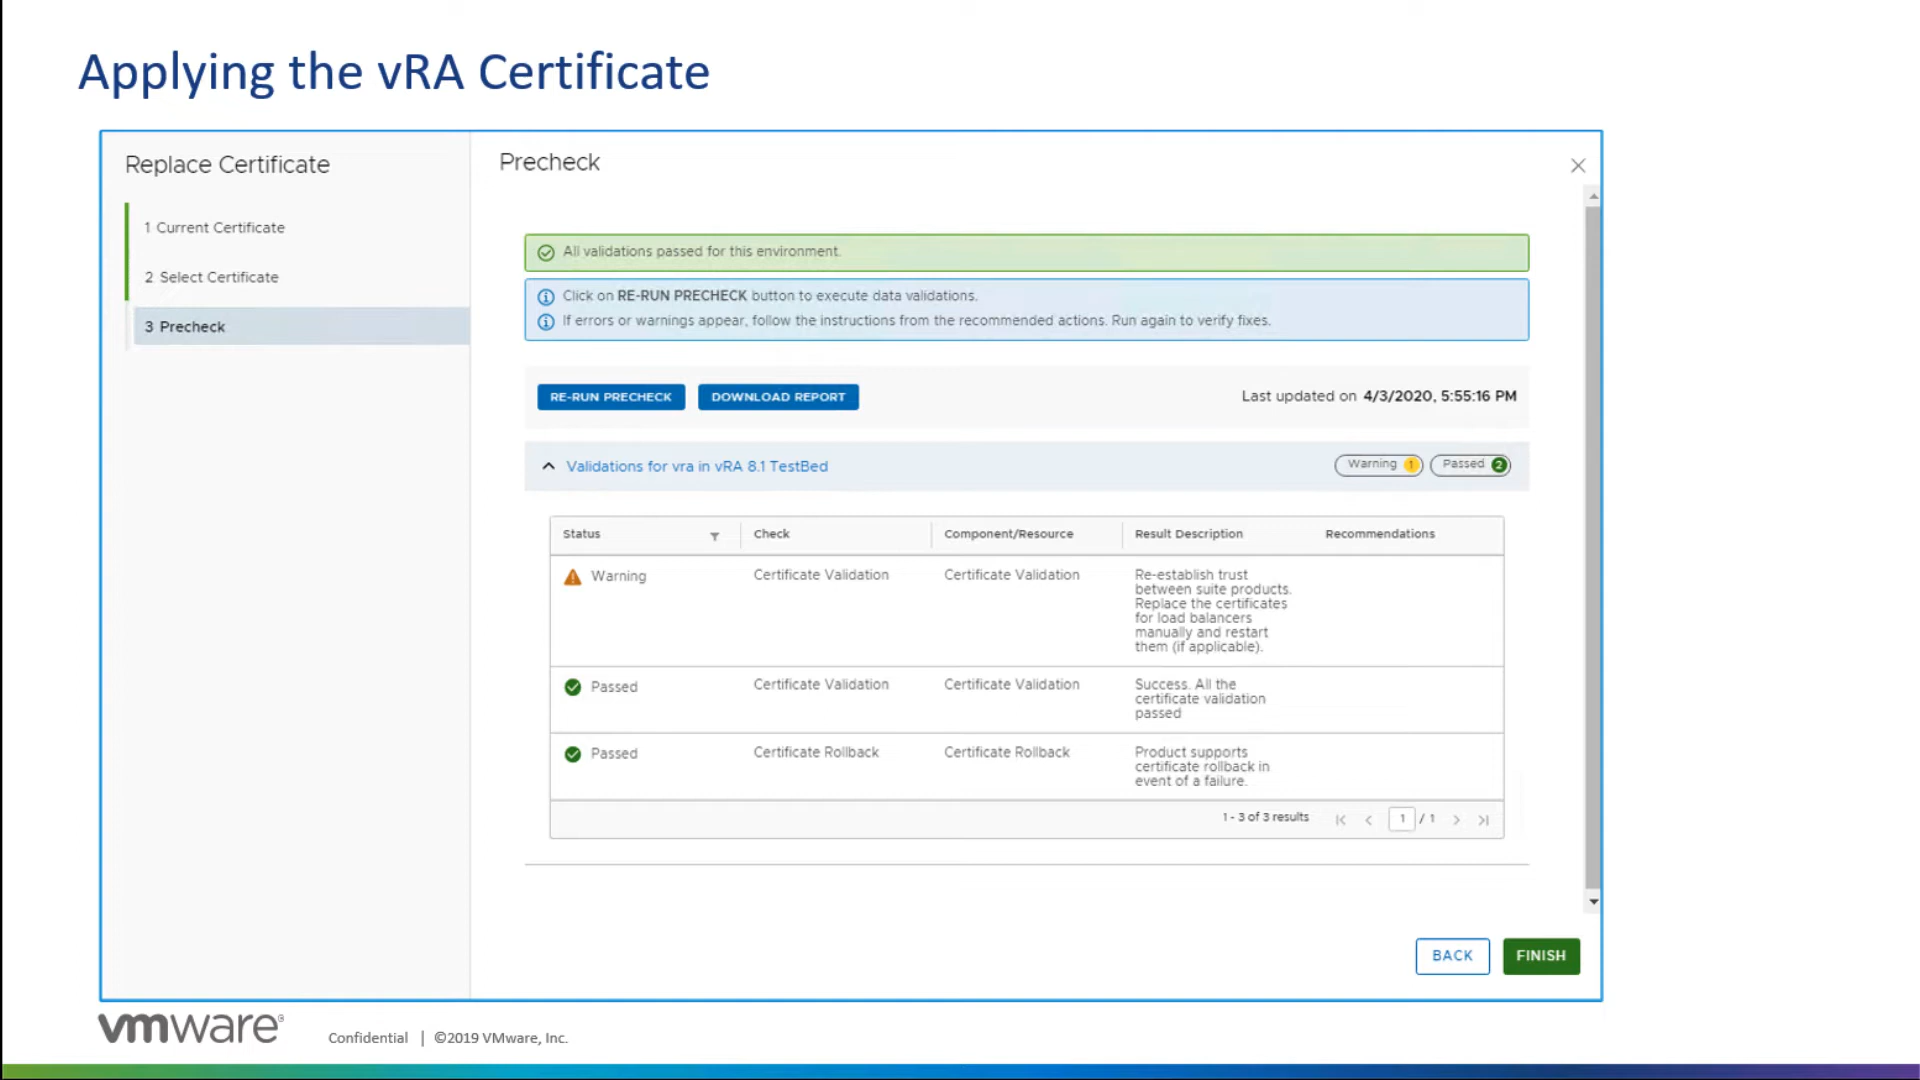 Applying the vRA Certificate
Replace Certificate
1 Current Certificate
2 Select Certificate
3 Precheck
Precheck
All validations passed for this environment.
Click on RE-RUN PRECHECK button to execute data validations.
If errors or warnings appear, follow the instructions from the recommended actions. Run again to verify fixes.
RE-RUN PRECHECK
DOWNLOAD REPORT
Last updated on 4/3/2020, 5:55:16 PM
Validations for vra in vRA 8.1 TestBed
Warning 1
Passed 2
Status
Check
Component/Resource
Result Description
Recommendations
Warning
Certificate Validation
Certificate Validation
Re-establish trust
between suite products.
Replace the certificates
for load balancers
manually and restart
them (if applicable).
Passed
Certificate Validation
Certificate Validation
Success. All the
certificate validation
passed
Passed
Certificate Rollback
Certificate Rollback
Product supports
certificate rollback in
event of a failure.
1 - 3 of 3 results
1 / 1
BACK
FINISH
vmware®
Confidential | ©2019 VMware, Inc.